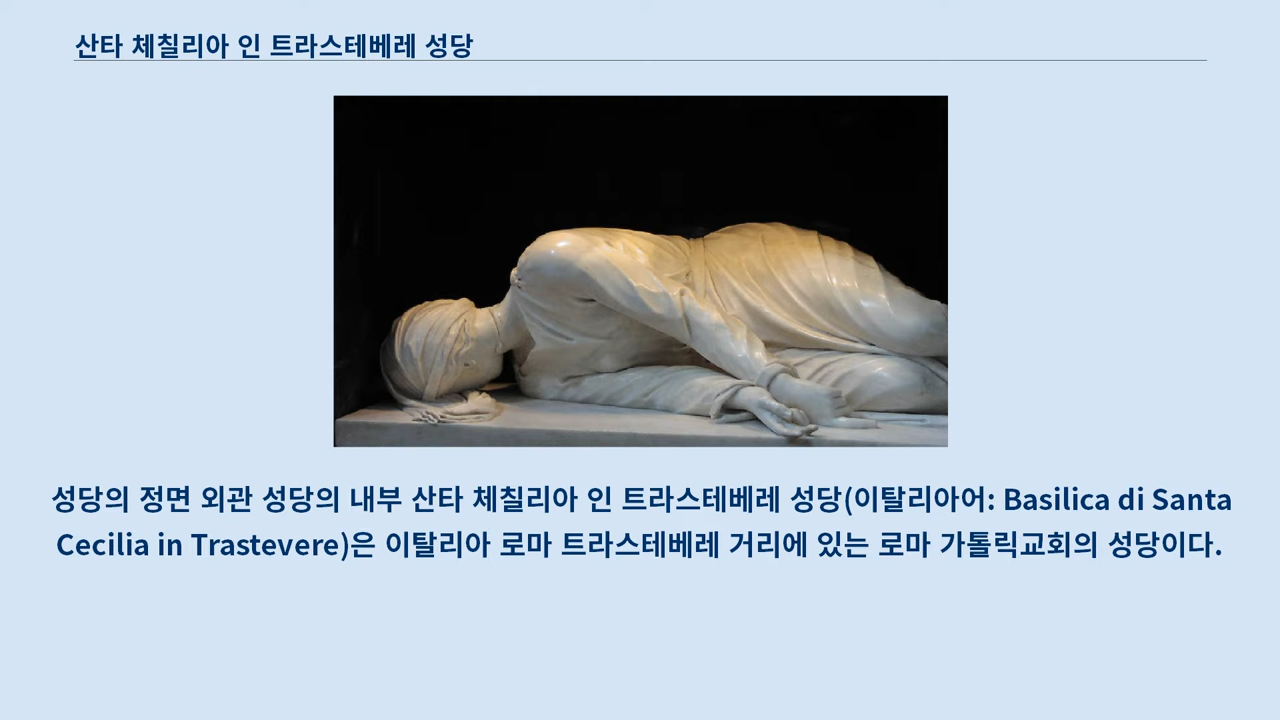 산타 체칠리아 인 트라스테베레 성당
성당의 정면 외관 성당의 내부 산타 체칠리아 인 트라스테베레 성당(이탈리아어: Basilica di Santa
Cecilia in Trastevere)은 이탈리아 로마 트라스테베레 거리에 있는 로마 가톨릭교회의 성당이다.